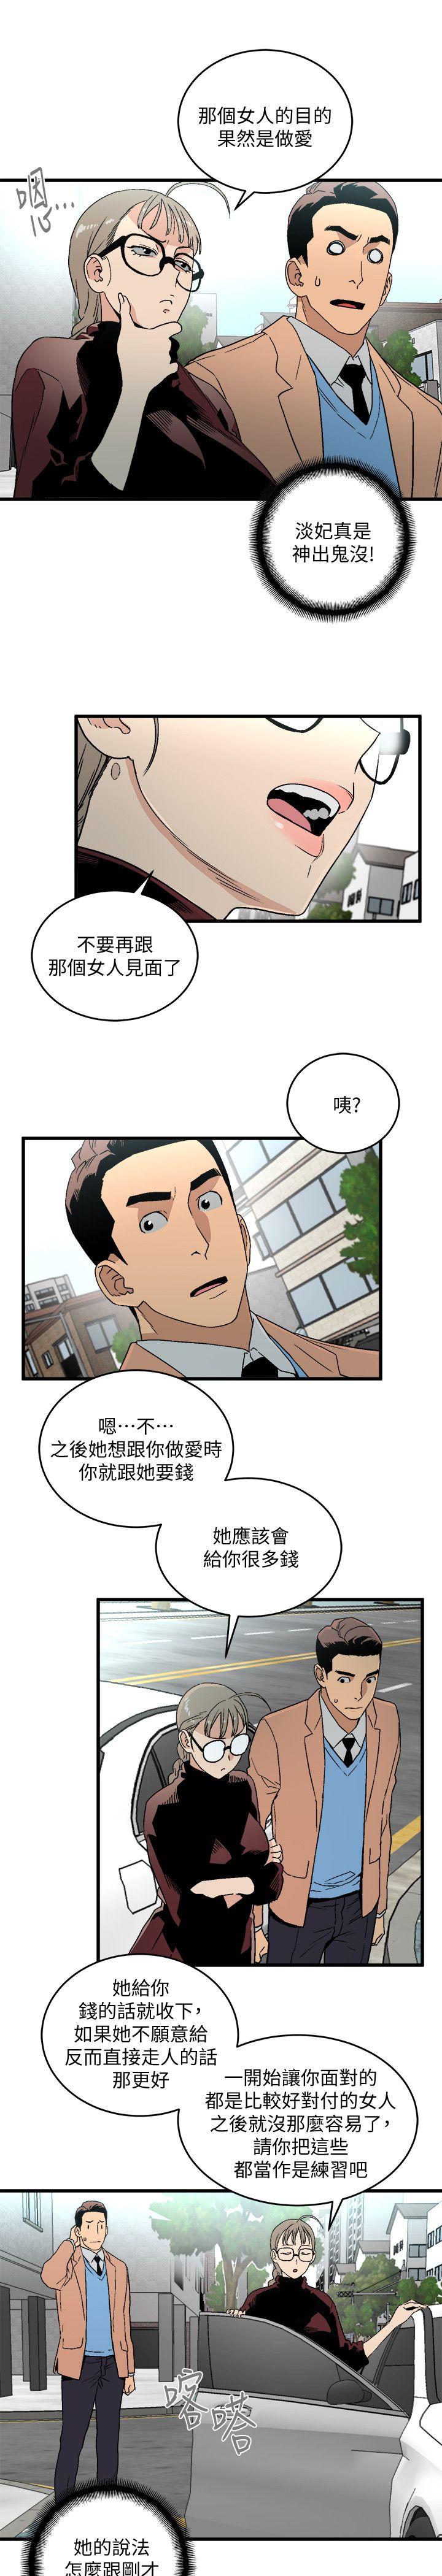 那個女人的目的
果然是做愛
嗯…
淡妃真是
神出鬼沒!
不要再跟
那個女人見面了
咦?
嗯…不…
之後她想跟你做愛時
你就跟她要錢
她應該會
給你很多錢
她給你
錢的話就收下,
如果她不願意給
反而直接走人的話
那更好
一開始讓你面對的
都是比較好對付的女人
之後就沒那麼容易了,
請你把這些
都當作是練習吧
喀嗒
她的說法
怎麼跟剛才